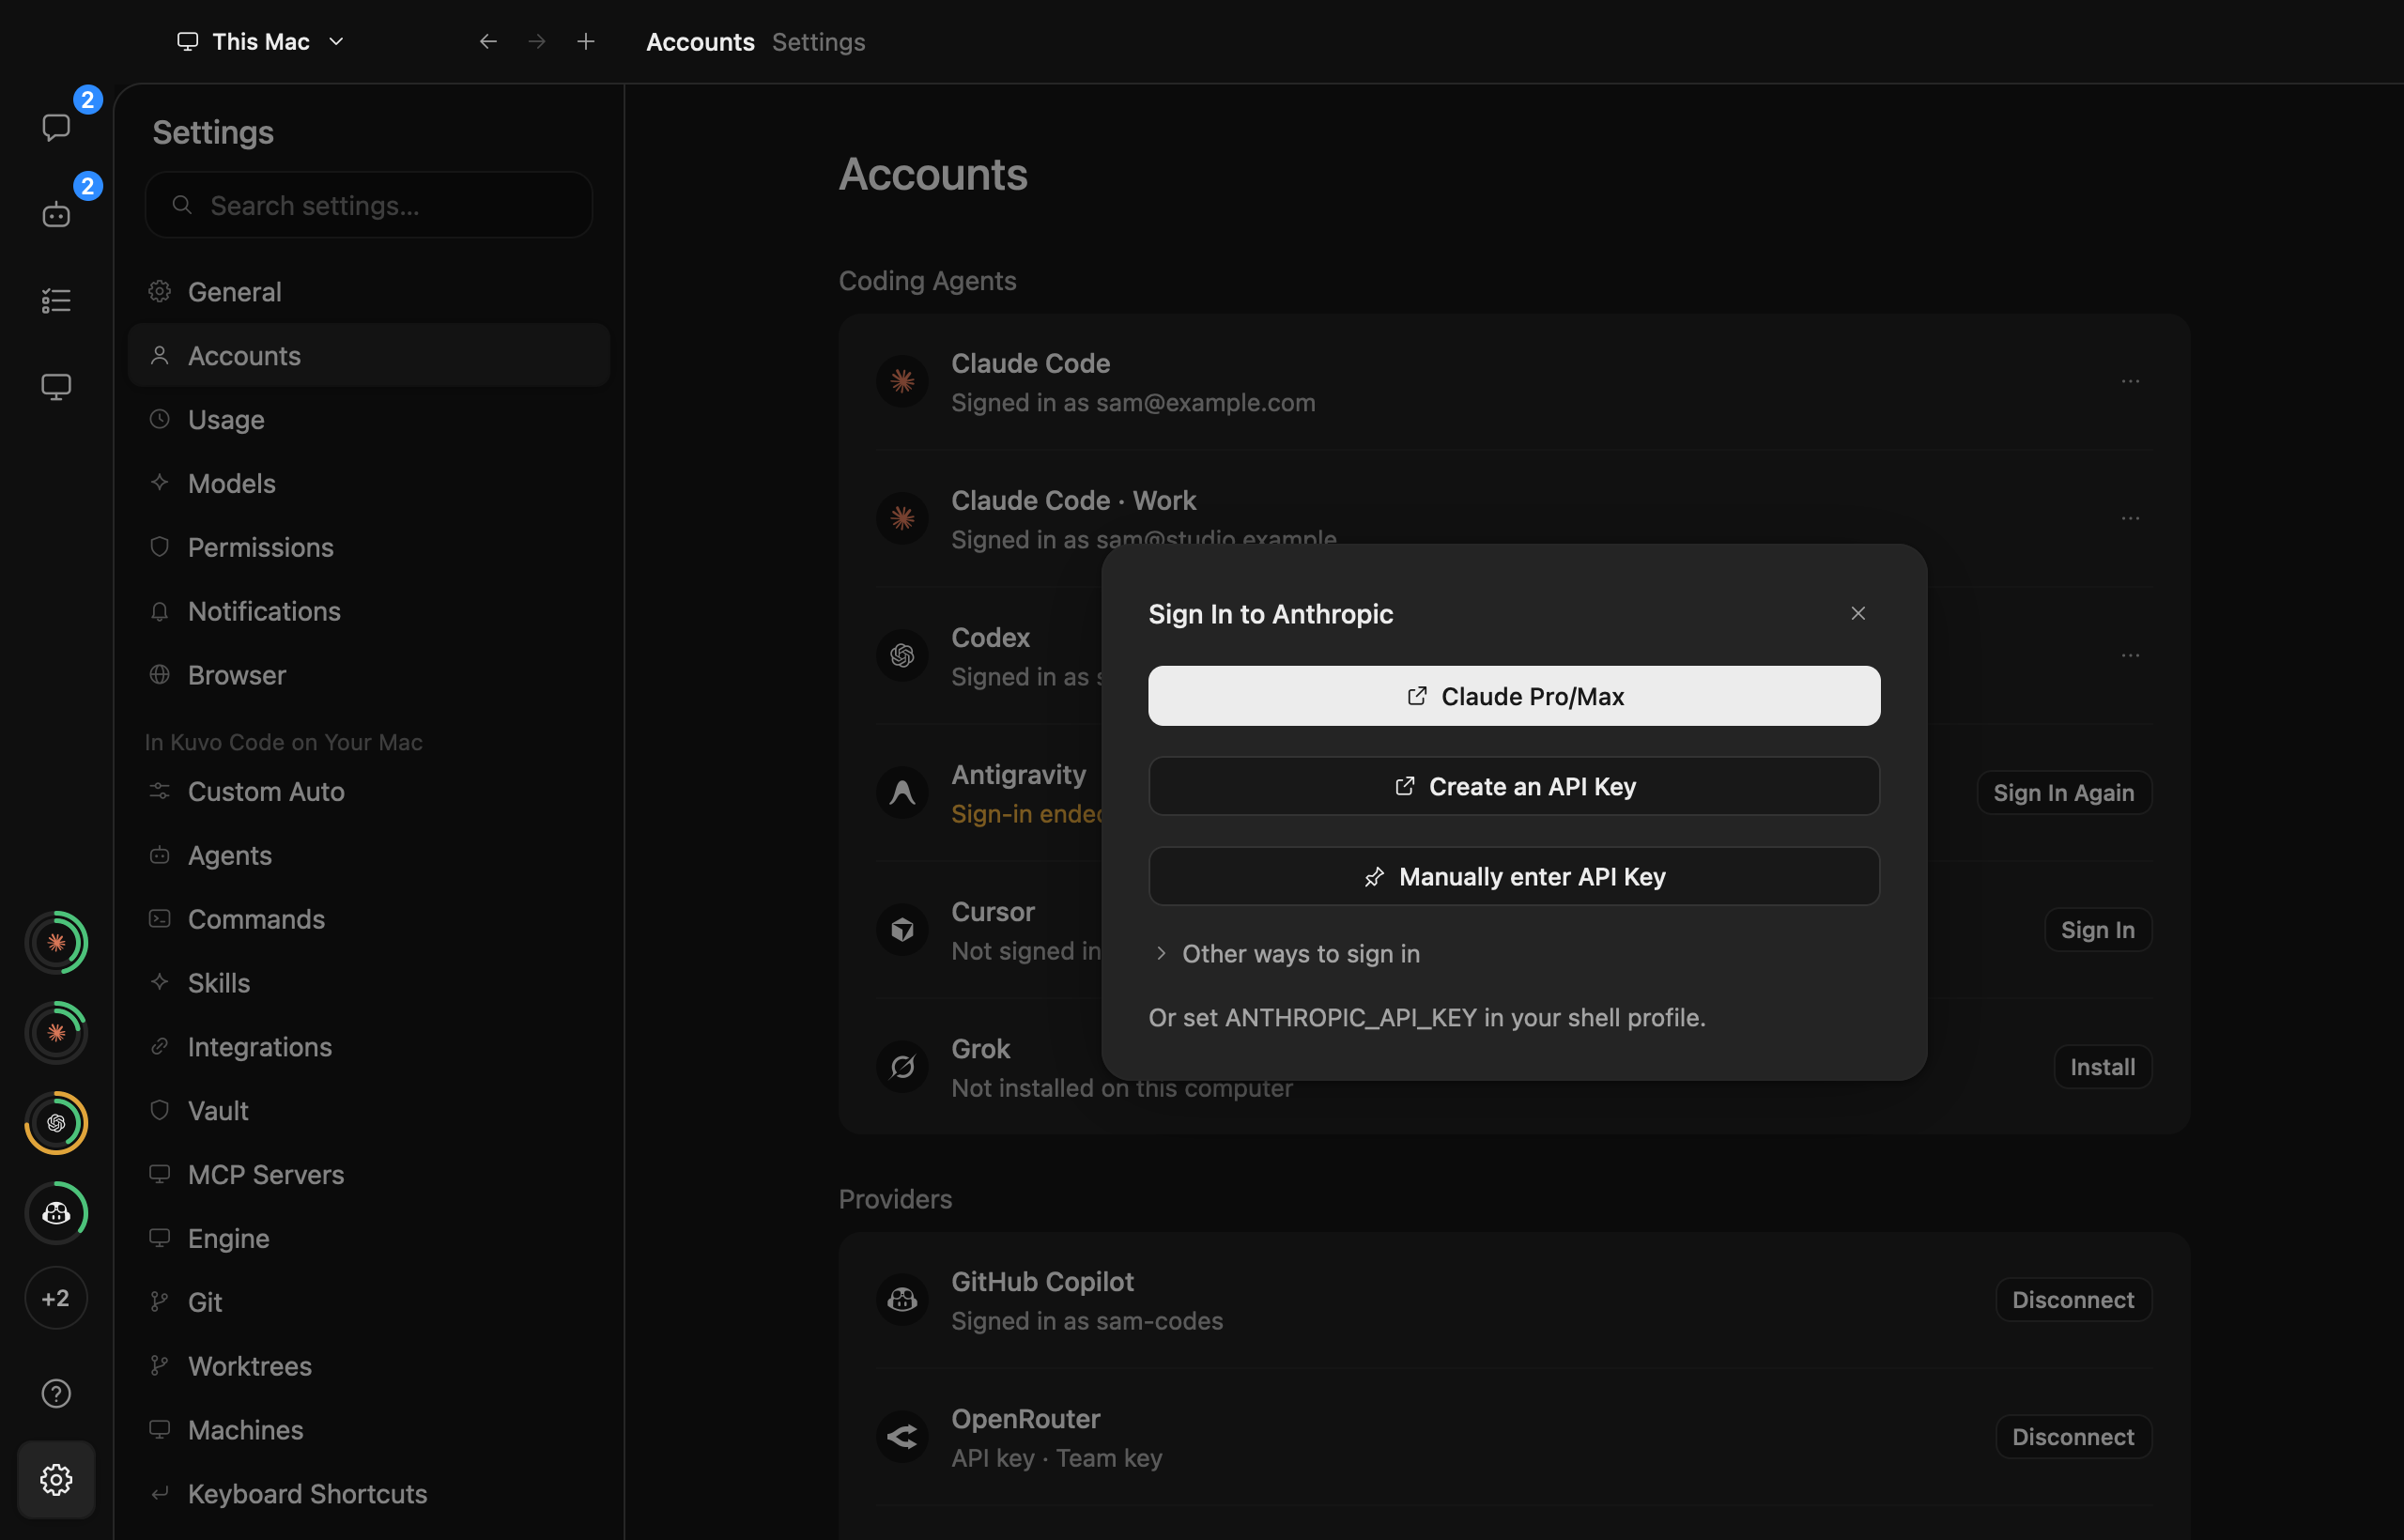 This Mac
Accounts Settings
2
2
+2
Settings
Search settings...
General
Accounts
Usage
Models
Permissions
Notifications
Browser
In Kuvo Code on Your Mac
Custom Auto
Agents
Commands
Skills
Integrations
Vault
MCP Servers
Engine
Git
Worktrees
Machines
Keyboard Shortcuts
Accounts
Coding Agents
Claude Code
Signed in as sam@example.com
Claude Code · Work
Signed in as sam@studio.example
Codex
Signed in as
Antigravity
Sign-in ended
Sign In Again
Cursor
Not signed in
Sign In
Grok
Not installed on this computer
Install
Sign In to Anthropic
Claude Pro/Max
Create an API Key
Manually enter API Key
Other ways to sign in
Or set ANTHROPIC_API_KEY in your shell profile.
Providers
GitHub Copilot
Signed in as sam-codes
Disconnect
OpenRouter
API key · Team key
Disconnect